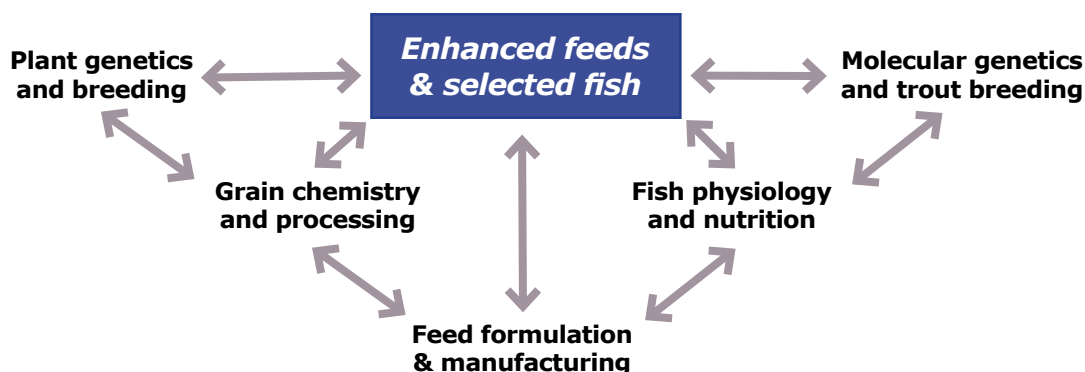 Enhanced feeds
& selected fish
Plant genetics
and breeding
Molecular genetics
and trout breeding
Grain chemistry
and processing
Fish physiology
and nutrition
Feed formulation
& manufacturing